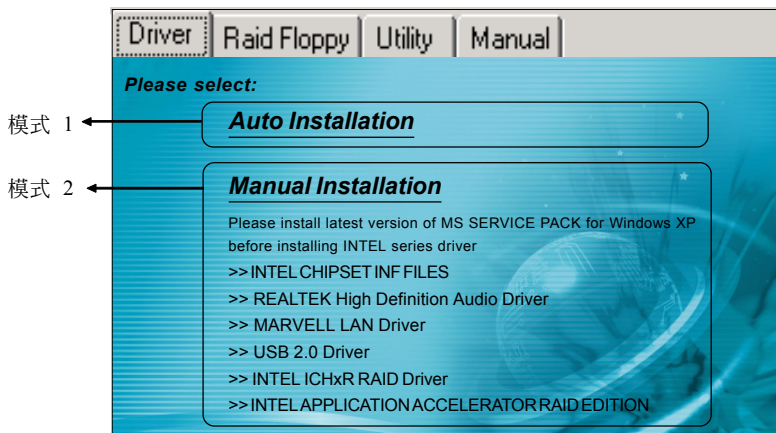 Driver Raid Floppy Utility Manual
Please select:
模式 1
Auto Installation
模式 2
Manual Installation
Please install latest version of MS SERVICE PACK for Windows XP
before installing INTEL series driver
>> INTEL CHIPSET INF FILES
>> REALTEK High Definition Audio Driver
>> MARVELL LAN Driver
>> USB 2.0 Driver
>> INTEL ICHxR RAID Driver
>> INTEL APPLICATION ACCELERATOR RAID EDITION